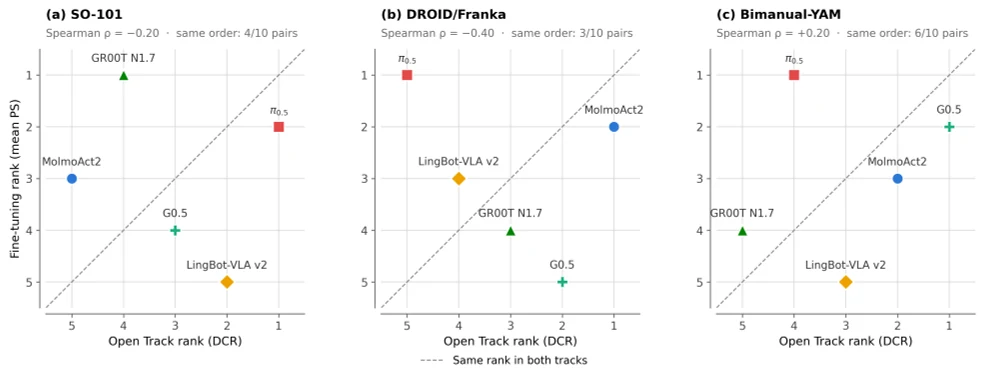 (a) SO-101
Spearman ρ = −0.20 · same order: 4/10 pairs
GR00T N1.7
π0.5
MolmoAct2
G0.5
LingBot-VLA v2
1
2
3
4
5
Fine-tuning rank (mean PS)
5 4 3 2 1
Open Track rank (DCR)
(b) DROID/Franka
Spearman ρ = −0.40 · same order: 3/10 pairs
π0.5
MolmoAct2
LingBot-VLA v2
GR00T N1.7
G0.5
1
2
3
4
5
5 4 3 2 1
Open Track rank (DCR)
(c) Bimanual-YAM
Spearman ρ = +0.20 · same order: 6/10 pairs
π0.5
G0.5
MolmoAct2
GR00T N1.7
LingBot-VLA v2
1
2
3
4
5
5 4 3 2 1
Open Track rank (DCR)
Same rank in both tracks